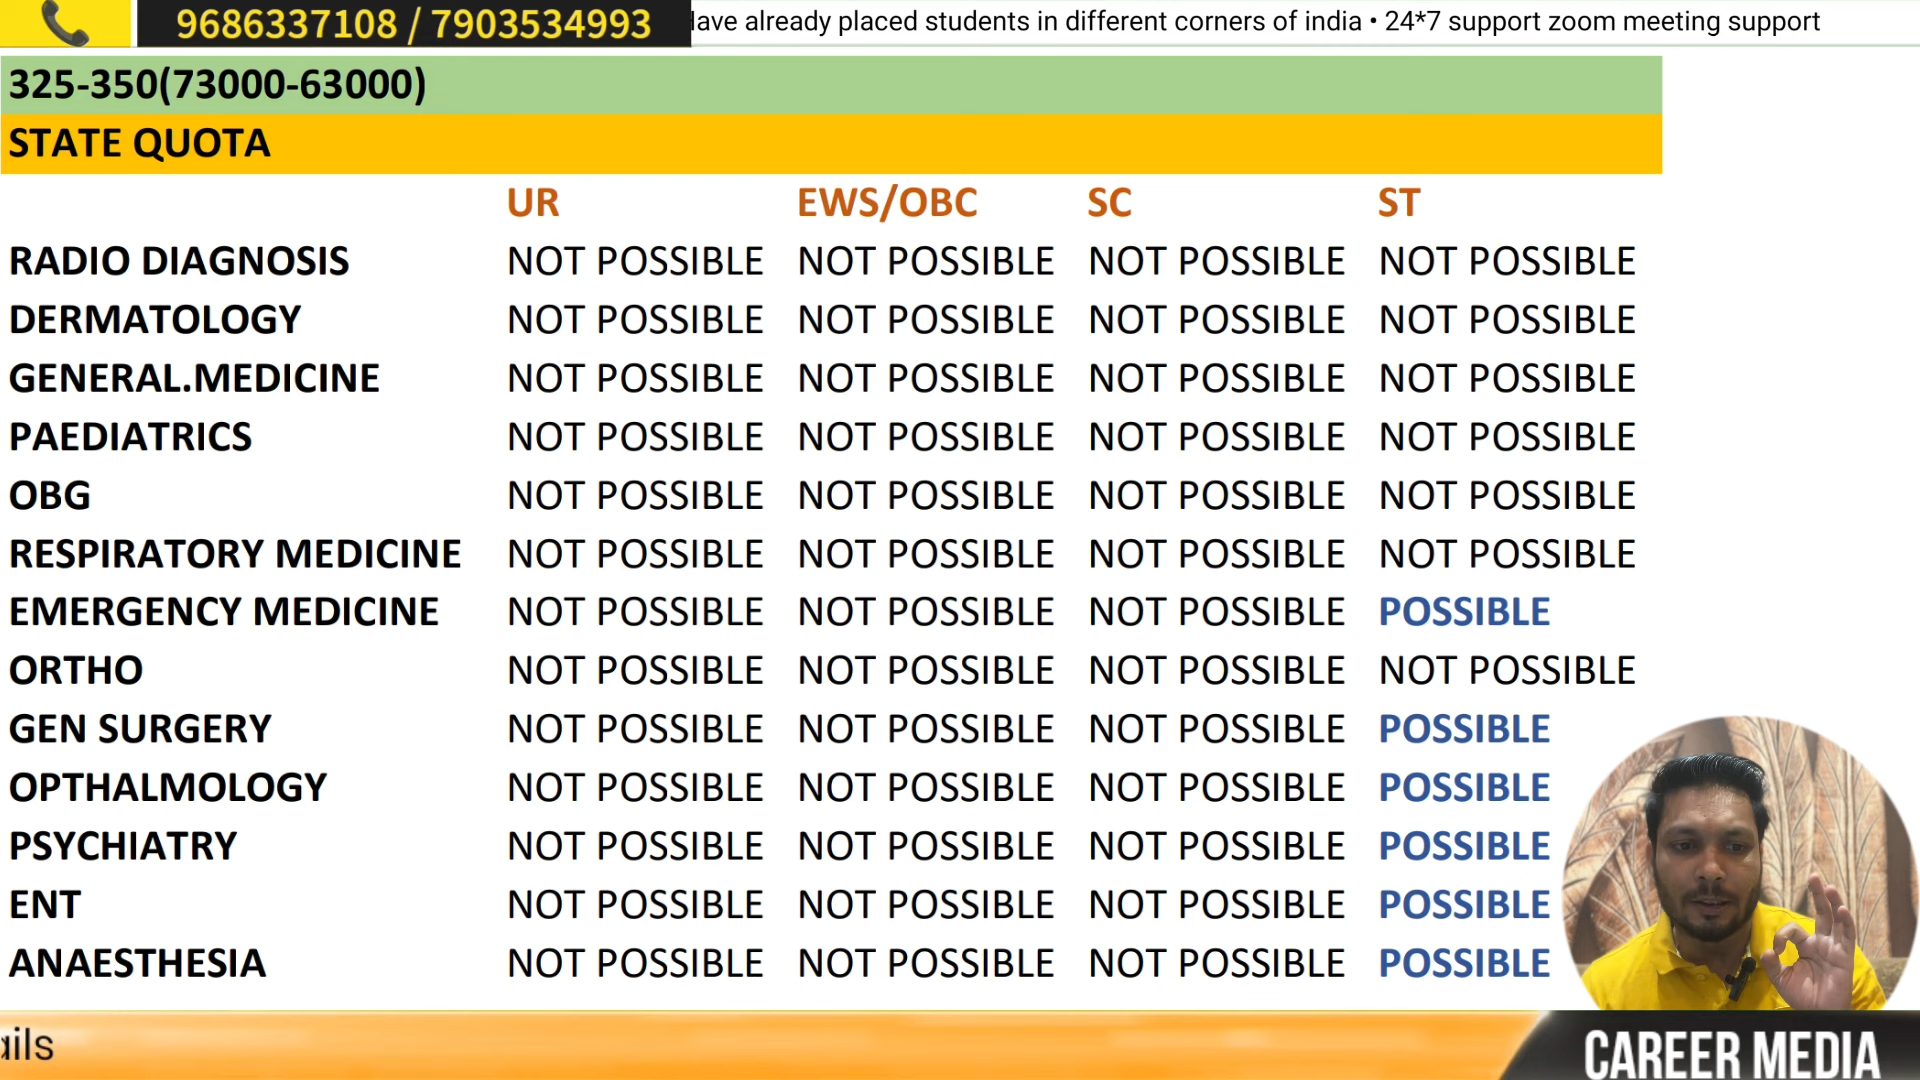 9686337108 / 7903534993
already placed students in different corners of india • 24*7 support zoom meeting support
325-350(73000-63000)
STATE QUOTA
UR EWS/OBC SC ST
RADIO DIAGNOSIS NOT POSSIBLE NOT POSSIBLE NOT POSSIBLE NOT POSSIBLE
DERMATOLOGY NOT POSSIBLE NOT POSSIBLE NOT POSSIBLE NOT POSSIBLE
GENERAL.MEDICINE NOT POSSIBLE NOT POSSIBLE NOT POSSIBLE NOT POSSIBLE
PAEDIATRICS NOT POSSIBLE NOT POSSIBLE NOT POSSIBLE NOT POSSIBLE
OBG NOT POSSIBLE NOT POSSIBLE NOT POSSIBLE NOT POSSIBLE
RESPIRATORY MEDICINE NOT POSSIBLE NOT POSSIBLE NOT POSSIBLE NOT POSSIBLE
EMERGENCY MEDICINE NOT POSSIBLE NOT POSSIBLE NOT POSSIBLE POSSIBLE
ORTHO NOT POSSIBLE NOT POSSIBLE NOT POSSIBLE NOT POSSIBLE
GEN SURGERY NOT POSSIBLE NOT POSSIBLE NOT POSSIBLE POSSIBLE
OPTHALMOLOGY NOT POSSIBLE NOT POSSIBLE NOT POSSIBLE POSSIBLE
PSYCHIATRY NOT POSSIBLE NOT POSSIBLE NOT POSSIBLE POSSIBLE
ENT NOT POSSIBLE NOT POSSIBLE NOT POSSIBLE POSSIBLE
ANAESTHESIA NOT POSSIBLE NOT POSSIBLE NOT POSSIBLE POSSIBLE
CAREER MEDIA